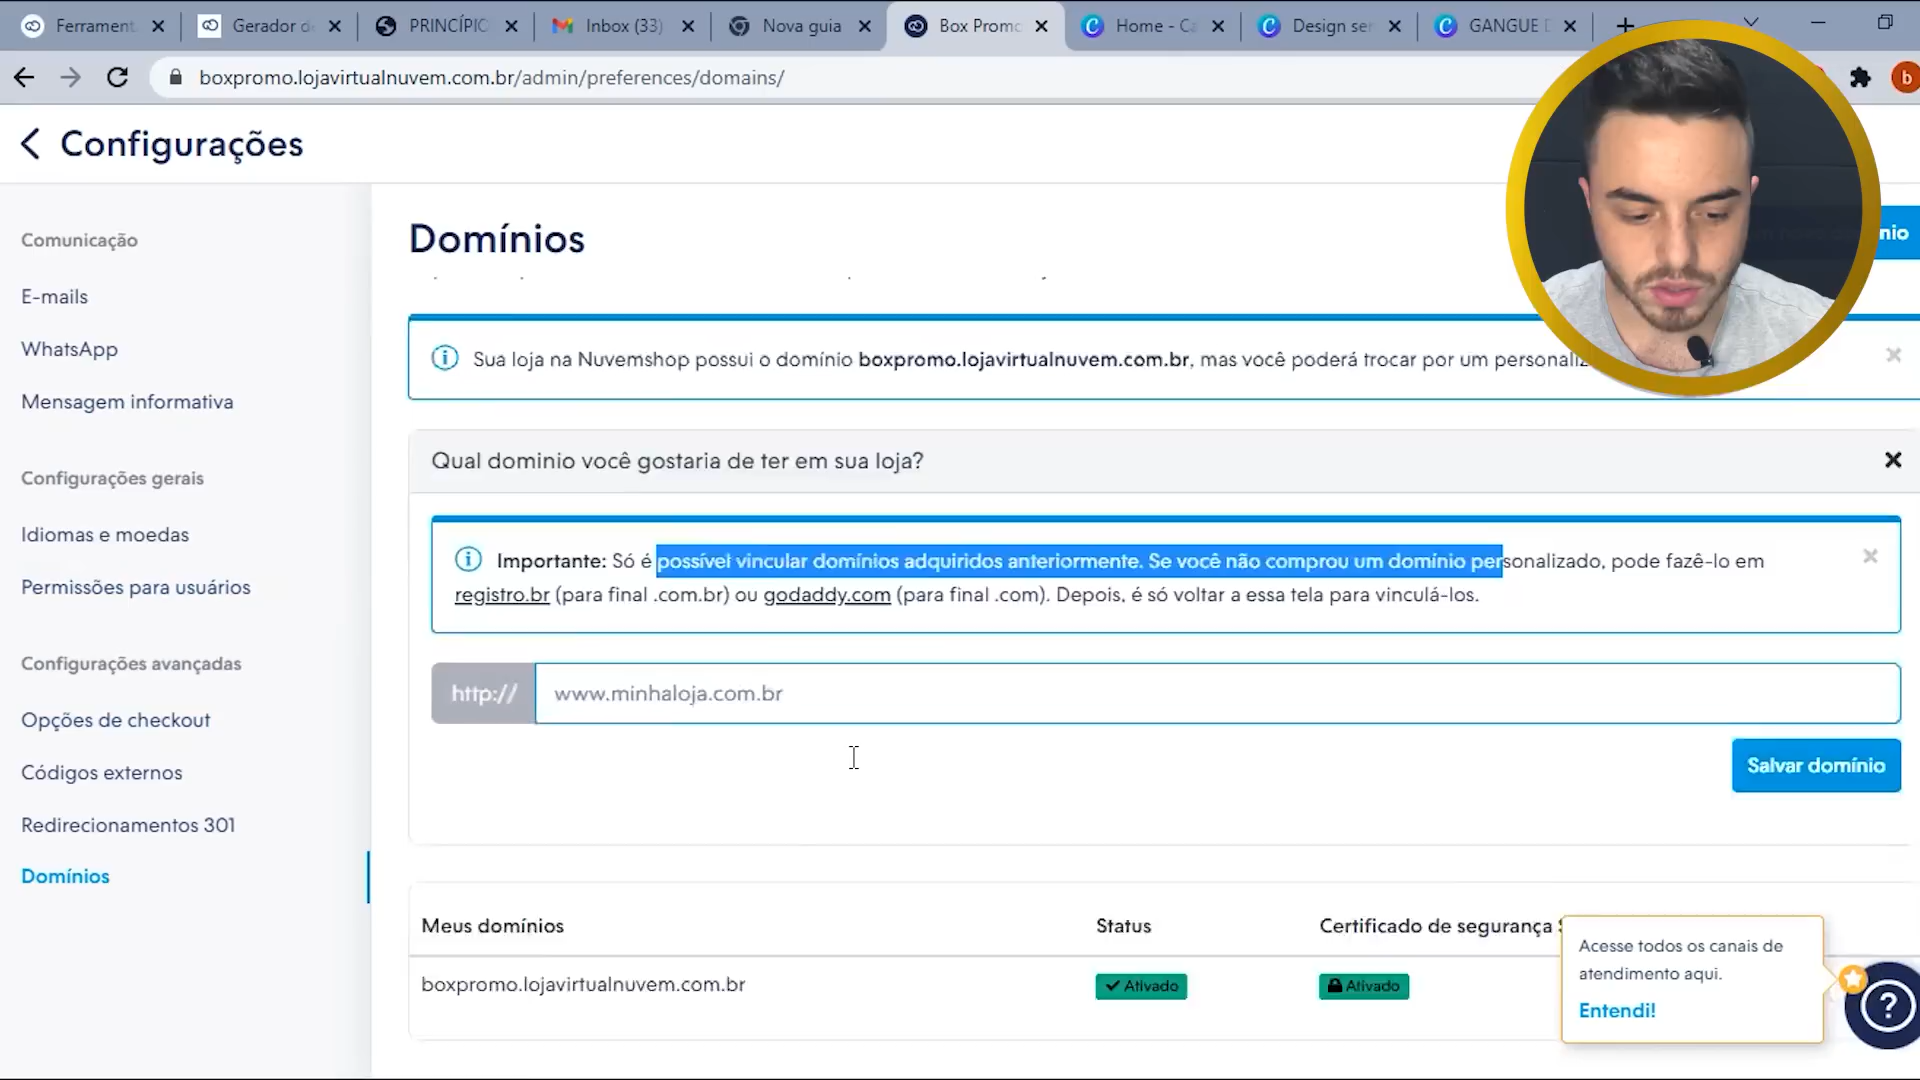 Ferrament
Gerador d
PRINCÍPIO
Inbox (33)
Nova guia
Box Promo
Home - Ca
Design se
GANGUE D
boxpromo.lojavirtualnuvem.com.br/admin/preferences/domains/
b
Configurações
Comunicação
E-mails
WhatsApp
Mensagem informativa
Configurações gerais
Idiomas e moedas
Permissões para usuários
Configurações avançadas
Opções de checkout
Códigos externos
Redirecionamentos 301
Domínios
Domínios
nio
Sua loja na Nuvemshop possui o domínio boxpromo.lojavirtualnuvem.com.br, mas você poderá trocar por um personaliz
Qual dominio você gostaria de ter em sua loja?
Importante: Só é possível vincular domínios adquiridos anteriormente. Se você não comprou um domínio personalizado, pode fazê-lo em
registro.br (para final .com.br) ou godaddy.com (para final .com). Depois, é só voltar a essa tela para vinculá-los.
http:// www.minhaloja.com.br
Salvar domínio
Meus domínios Status Certificado de segurança S
boxpromo.lojavirtualnuvem.com.br Ativado Ativado
Acesse todos os canais de
atendimento aqui.
Entendi!
?